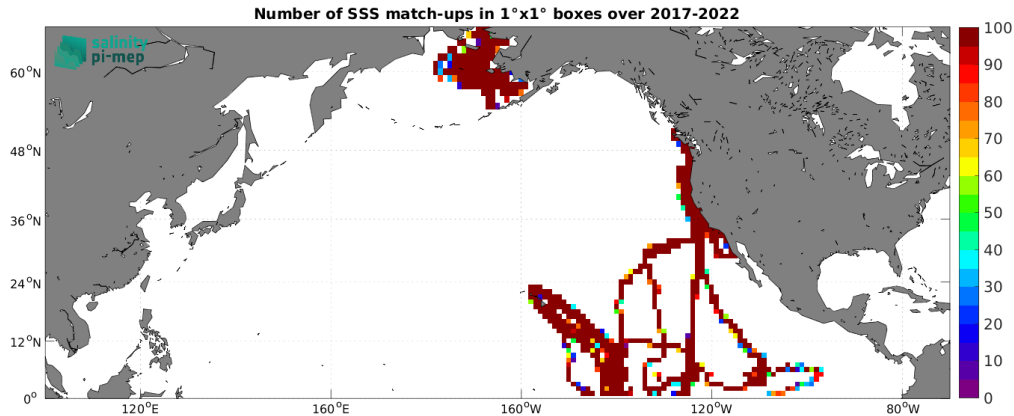 Number of SSS match-ups in 1°x1° boxes over 2017-2022
salinity
pi-mep
60°N
48°N
36°N
24°N
12°N
0°
120°E
160°E
160°W
120°W
80°W
100
90
80
70
60
50
40
30
20
10
0